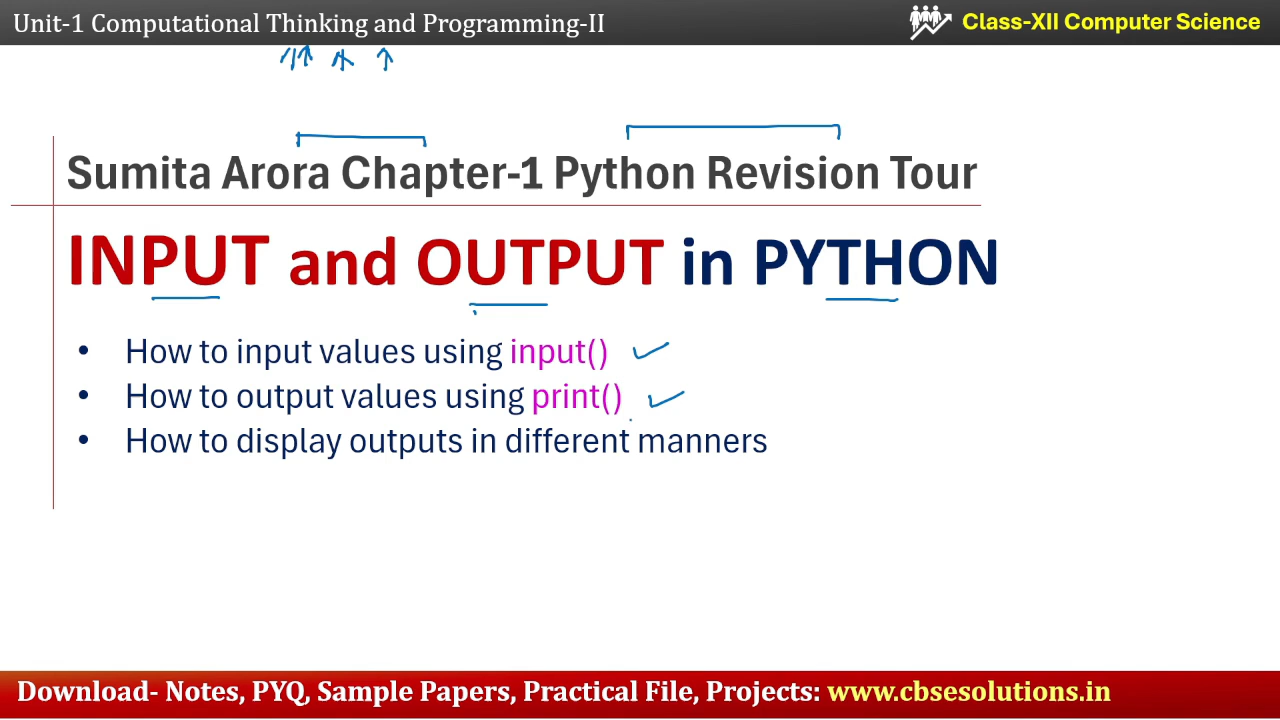 Unit-1 Computational Thinking and Programming-II
Class-XII Computer Science
Sumita Arora Chapter-1 Python Revision Tour
INPUT and OUTPUT in PYTHON
• How to input values using input()
• How to output values using print()
• How to display outputs in different manners
Download- Notes, PYQ, Sample Papers, Practical File, Projects: www.cbsesolutions.in